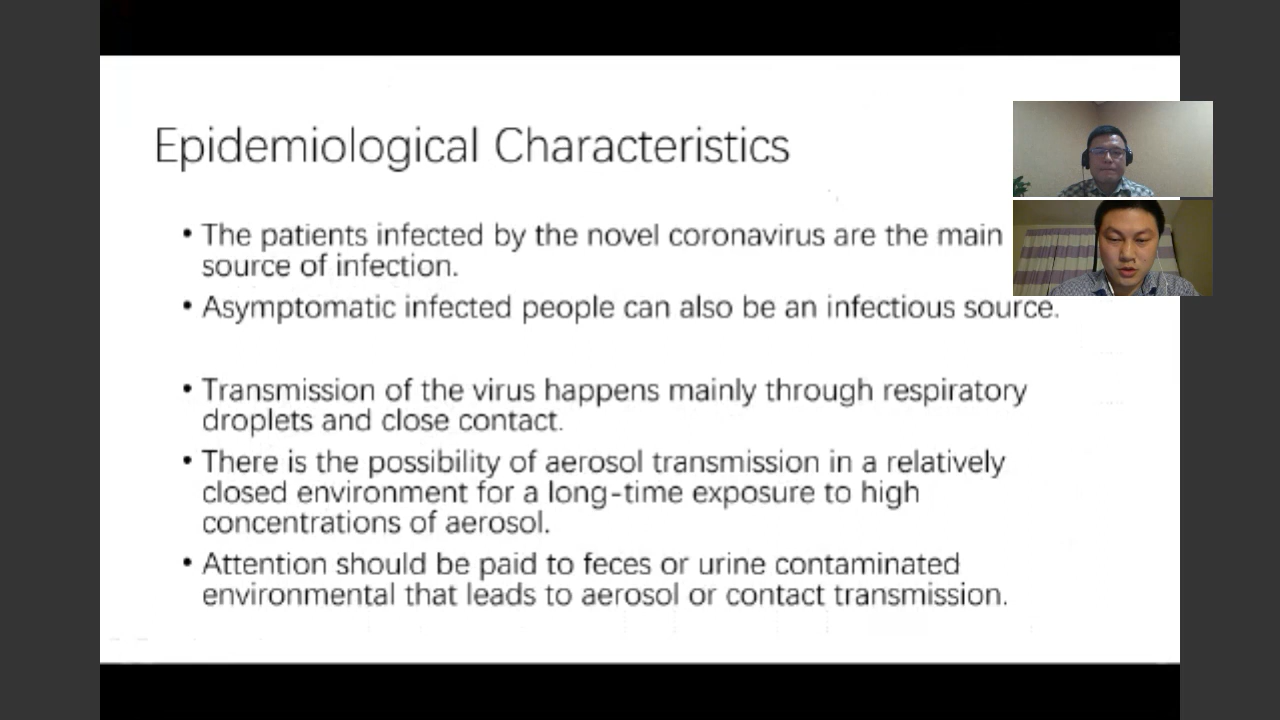 Epidemiological Characteristics
• The patients infected by the novel coronavirus are the main
source of infection.
• Asymptomatic infected people can also be an infectious source.
• Transmission of the virus happens mainly through respiratory
droplets and close contact.
• There is the possibility of aerosol transmission in a relatively
closed environment for a long-time exposure to high
concentrations of aerosol.
• Attention should be paid to feces or urine contaminated
environmental that leads to aerosol or contact transmission.